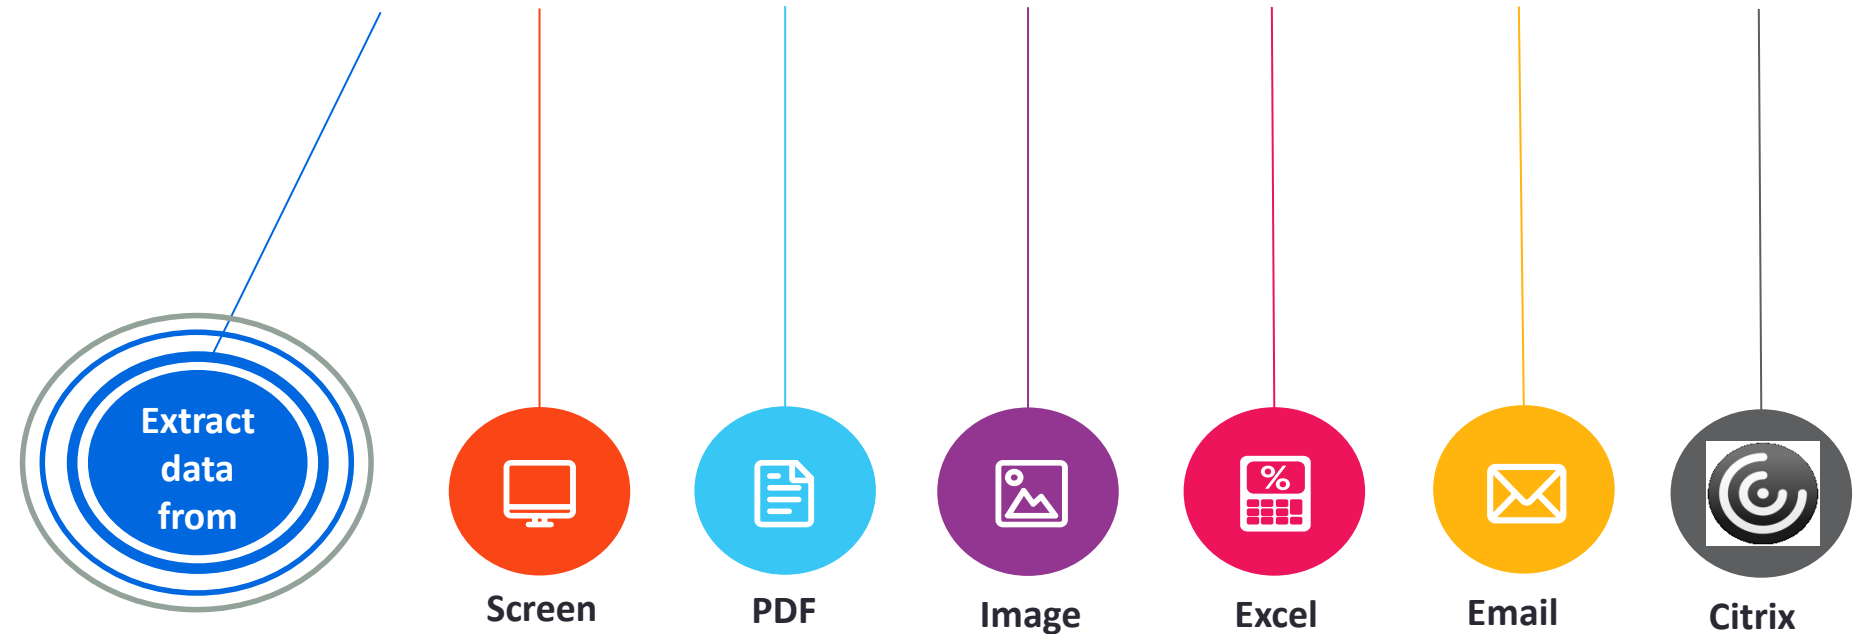 Extract
data
from
%
Screen
PDF
Image
Excel
Email
Citrix